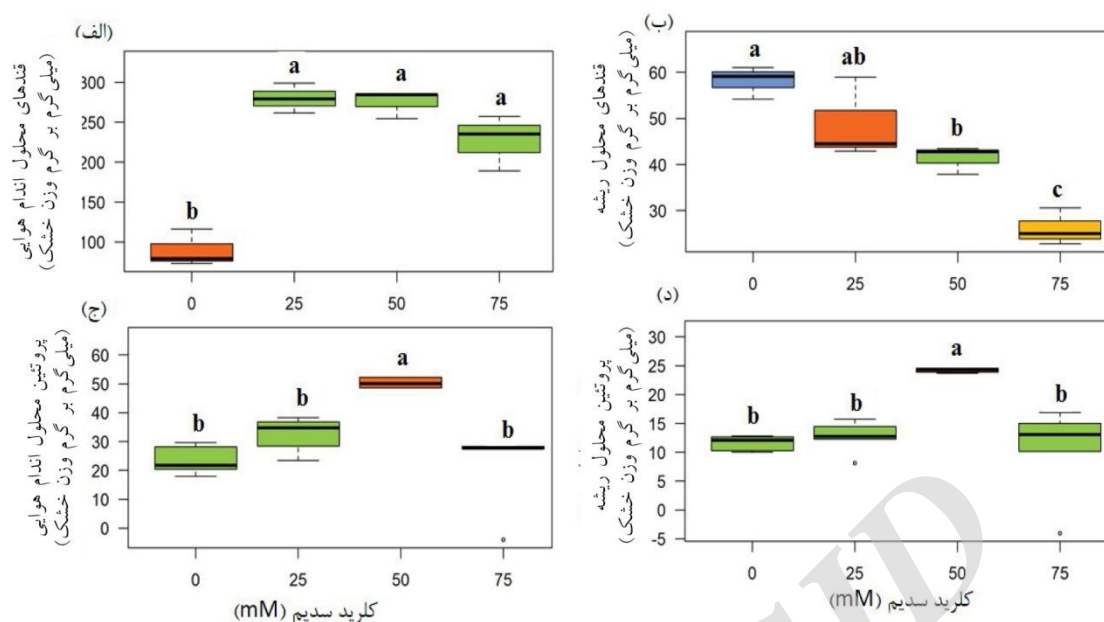 (الف)
قندهای محلول اندام هوایی
(میلی‌گرم بر گرم وزن خشک)
300
250
200
150
100
b
a
a
a
0
25
50
75
(ب)
قندهای محلول ریشه
(میلی‌گرم بر گرم وزن خشک)
60
50
40
30
a
ab
b
c
0
25
50
75
(ج)
پروتئین محلول اندام هوایی
(میلی‌گرم بر گرم وزن خشک)
60
50
40
30
20
10
0
b
b
a
b
0
25
50
75
کلرید سدیم (mM)
(د)
پروتئین محلول ریشه
(میلی‌گرم بر گرم وزن خشک)
30
25
20
15
10
5
0
-5
b
b
a
b
0
25
50
75
کلرید سدیم (mM)